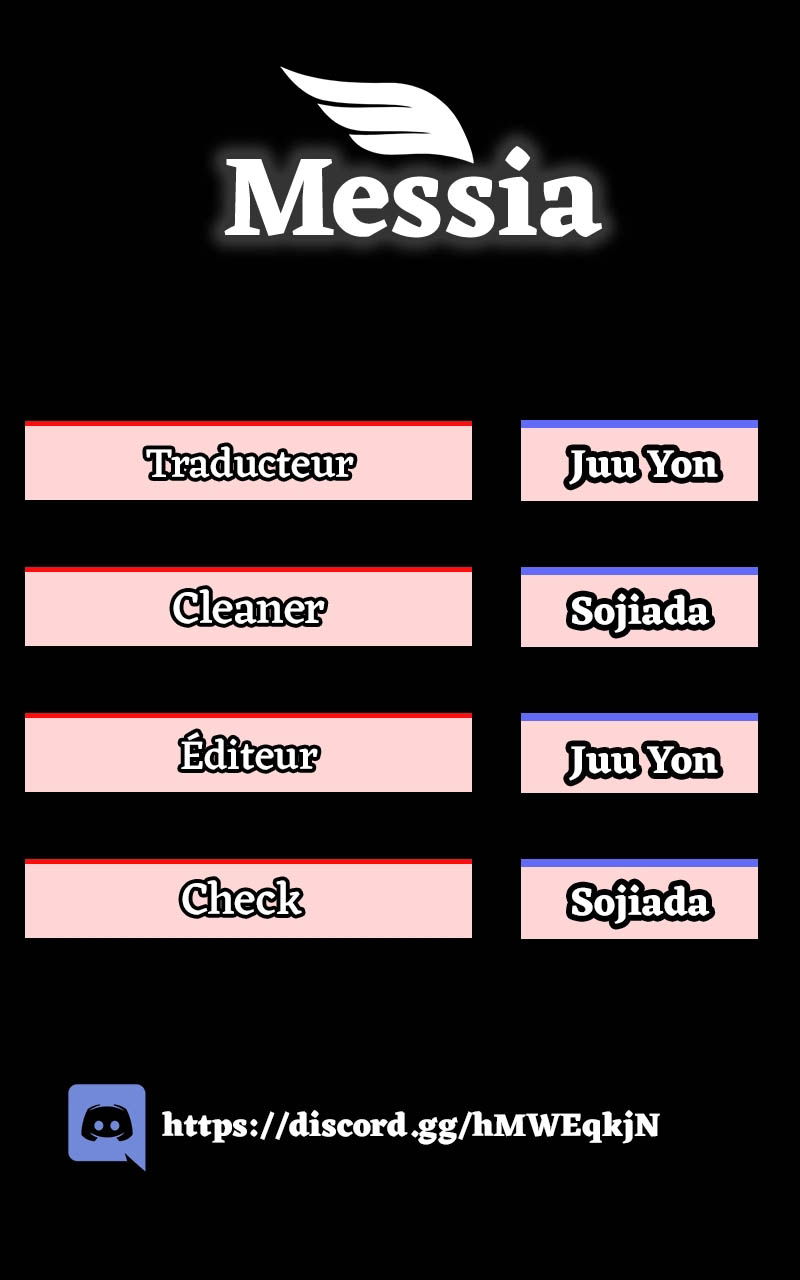 Messia
Traducteur
Juu Yon
Cleaner
Sojiada
Éditeur
Juu Yon
Check
Sojiada
https://discord.gg/hMWEqkjN